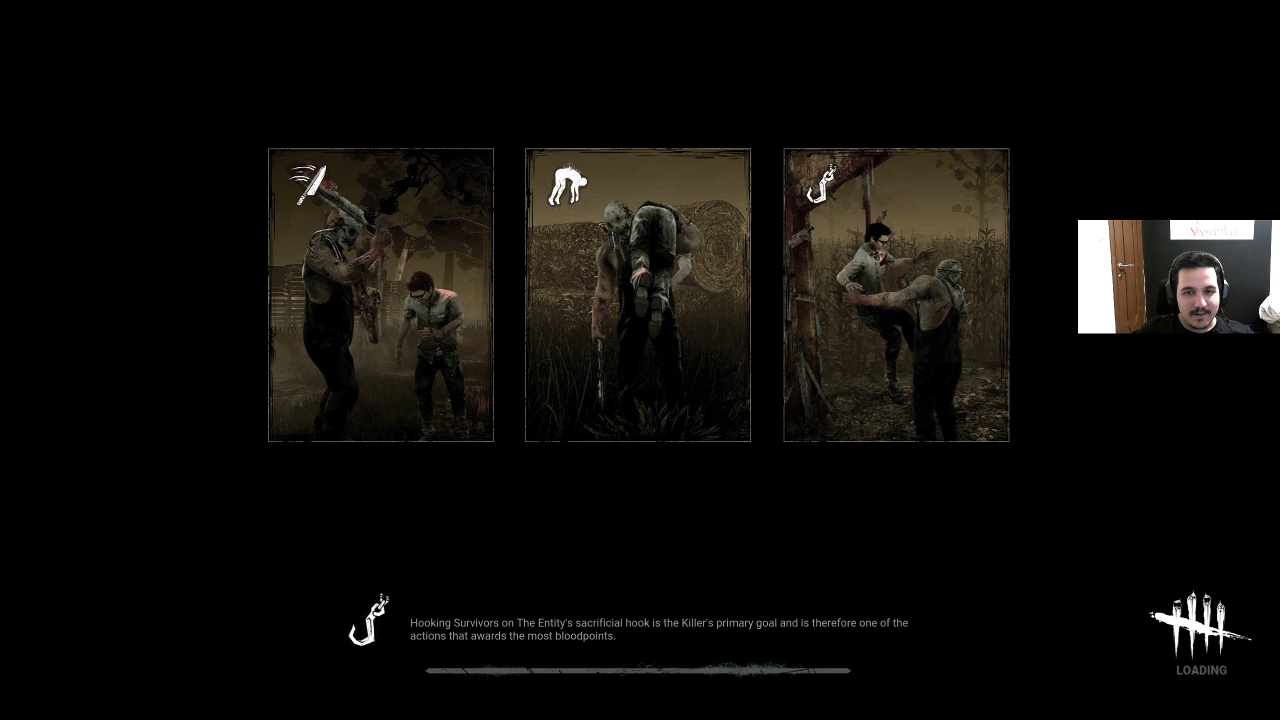 Hooking Survivors on The Entity's sacrificial hook is the Killer's primary goal and is therefore one of the
actions that awards the most bloodpoints.
LOADING